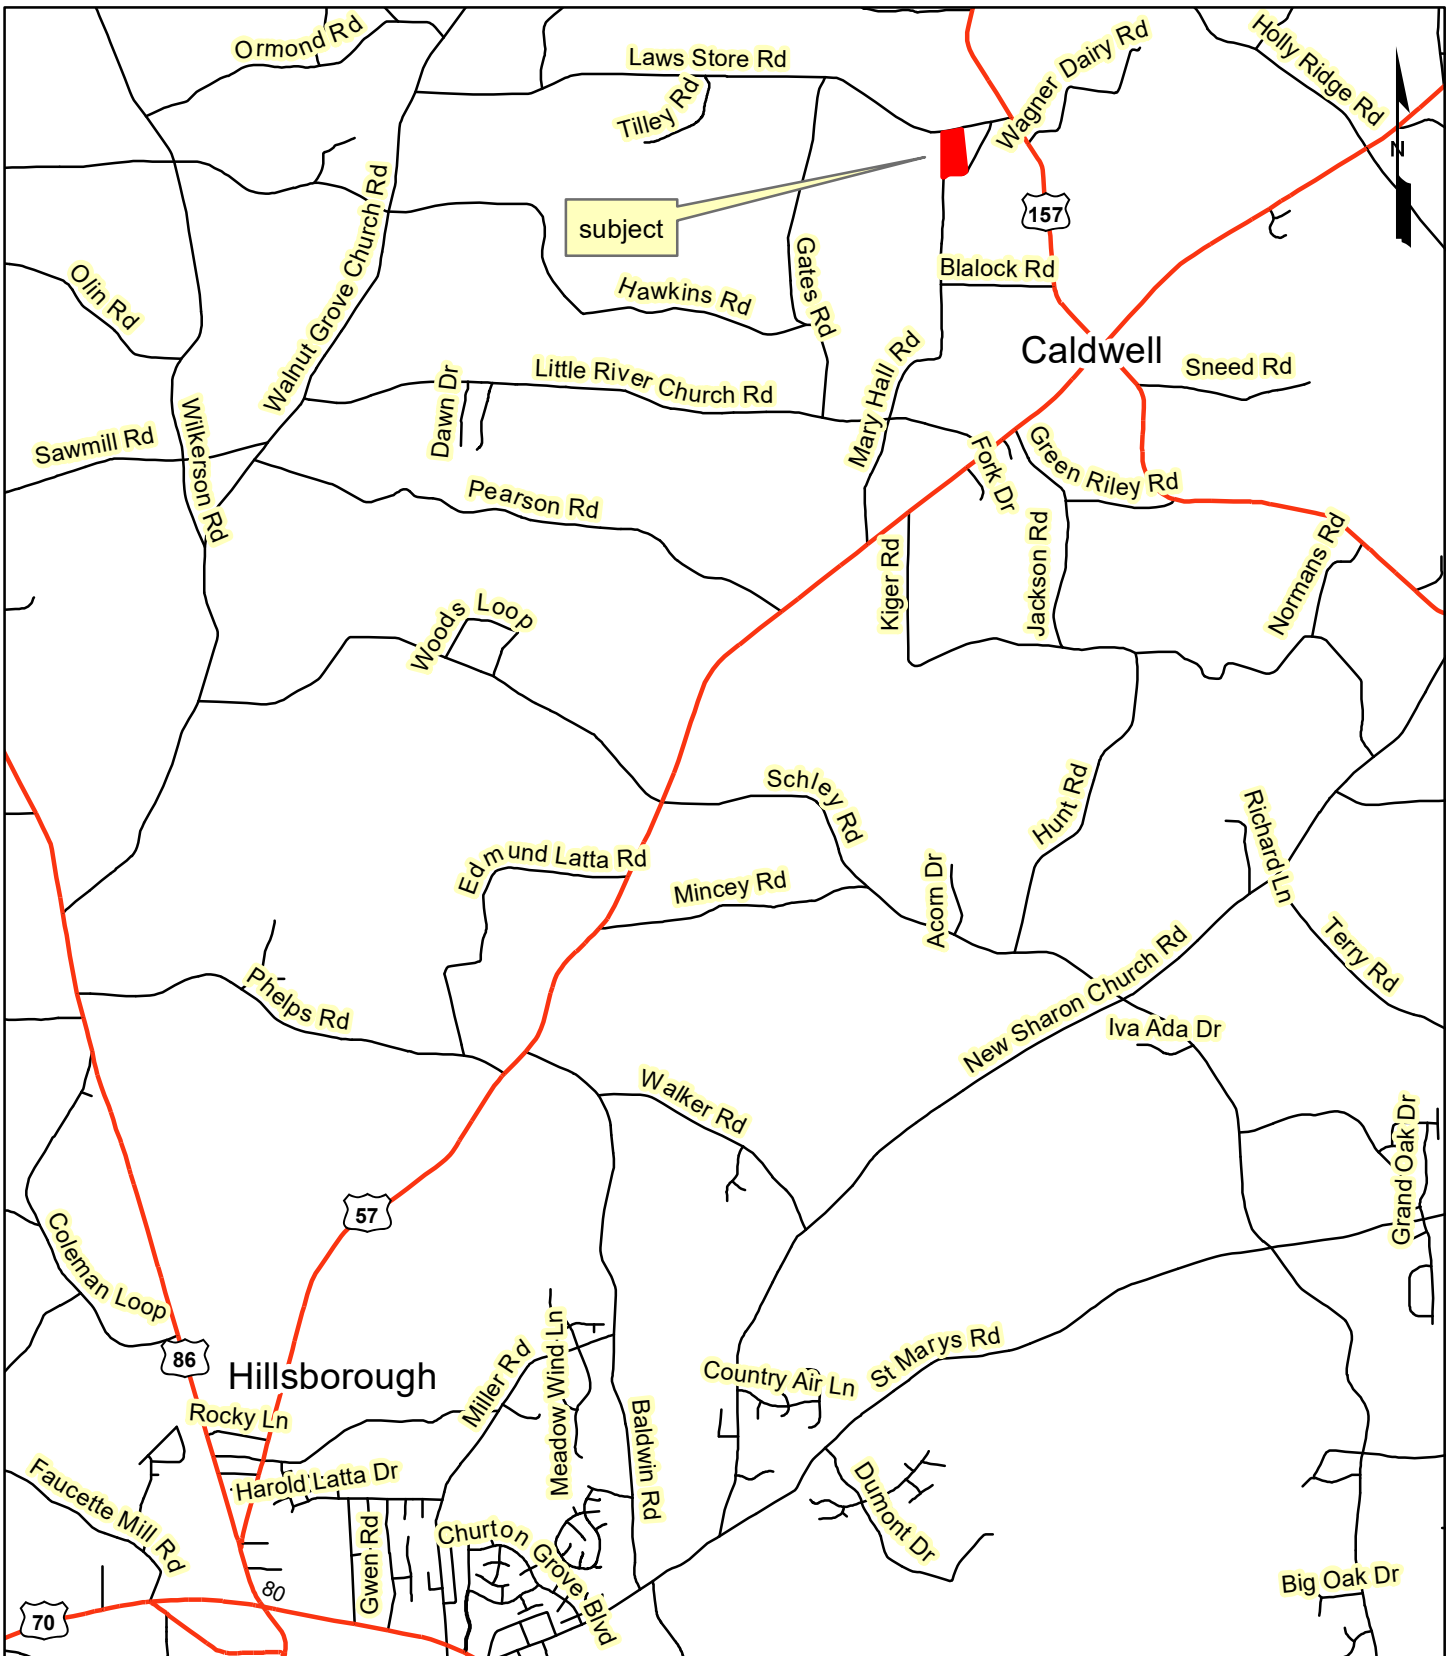 Ormond Rd
Laws Store Rd
Wagner Dairy Rd
Holly Ridge Rd
Tilley Rd
N
subject
157
Walnut Grove Church Rd
Olin Rd
Gates Rd
Blalock Rd
Hawkins Rd
Caldwell
Sneed Rd
Mary Hall Rd
Little River Church Rd
Dawn Dr
Sawmill Rd
Wilkerson Rd
Fork Dr
Green Riley Rd
Pearson Rd
Kiger Rd
Jackson Rd
Normans Rd
Woods Loop
Schley Rd
Hunt Rd
Richard Ln
Edmund Latta Rd
Mincey Rd
Acorn Dr
Terry Rd
New Sharon Church Rd
Phelps Rd
Iva Ada Dr
Walker Rd
Grand Oak Dr
57
Coleman Loop
86
Hillsborough
Miller Rd
Meadow Wind Ln
St Marys Rd
Country Air Ln
Rocky Ln
Baldwin Rd
Faucette Mill Rd
Harold Latta Dr
Dumont Dr
Gwen Rd
Churton Grove Blvd
80
Big Oak Dr
70